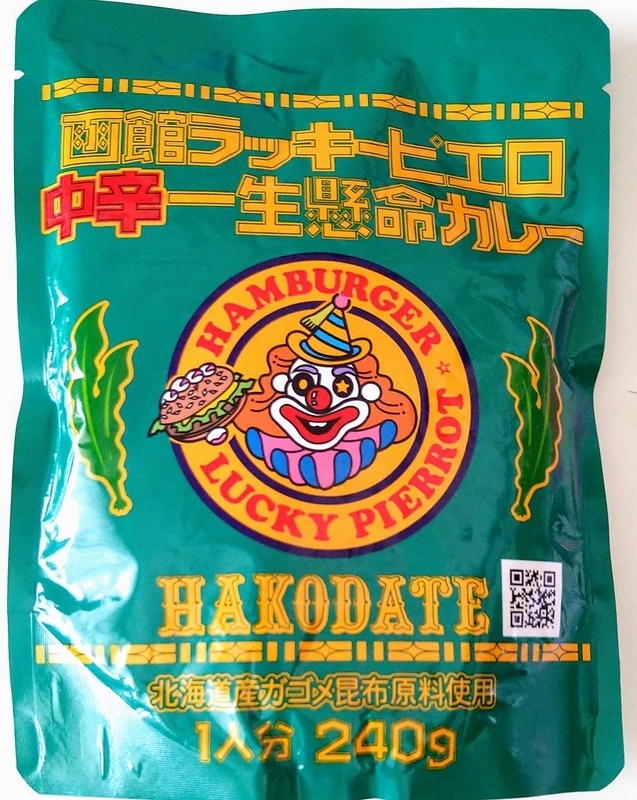 函館ラッキーピエロ
中辛一生懸命カレー
HAMBURGER
LUCKY PIERROT
HAKODATE
北海道産ガゴメ昆布原料使用
1人分 240g